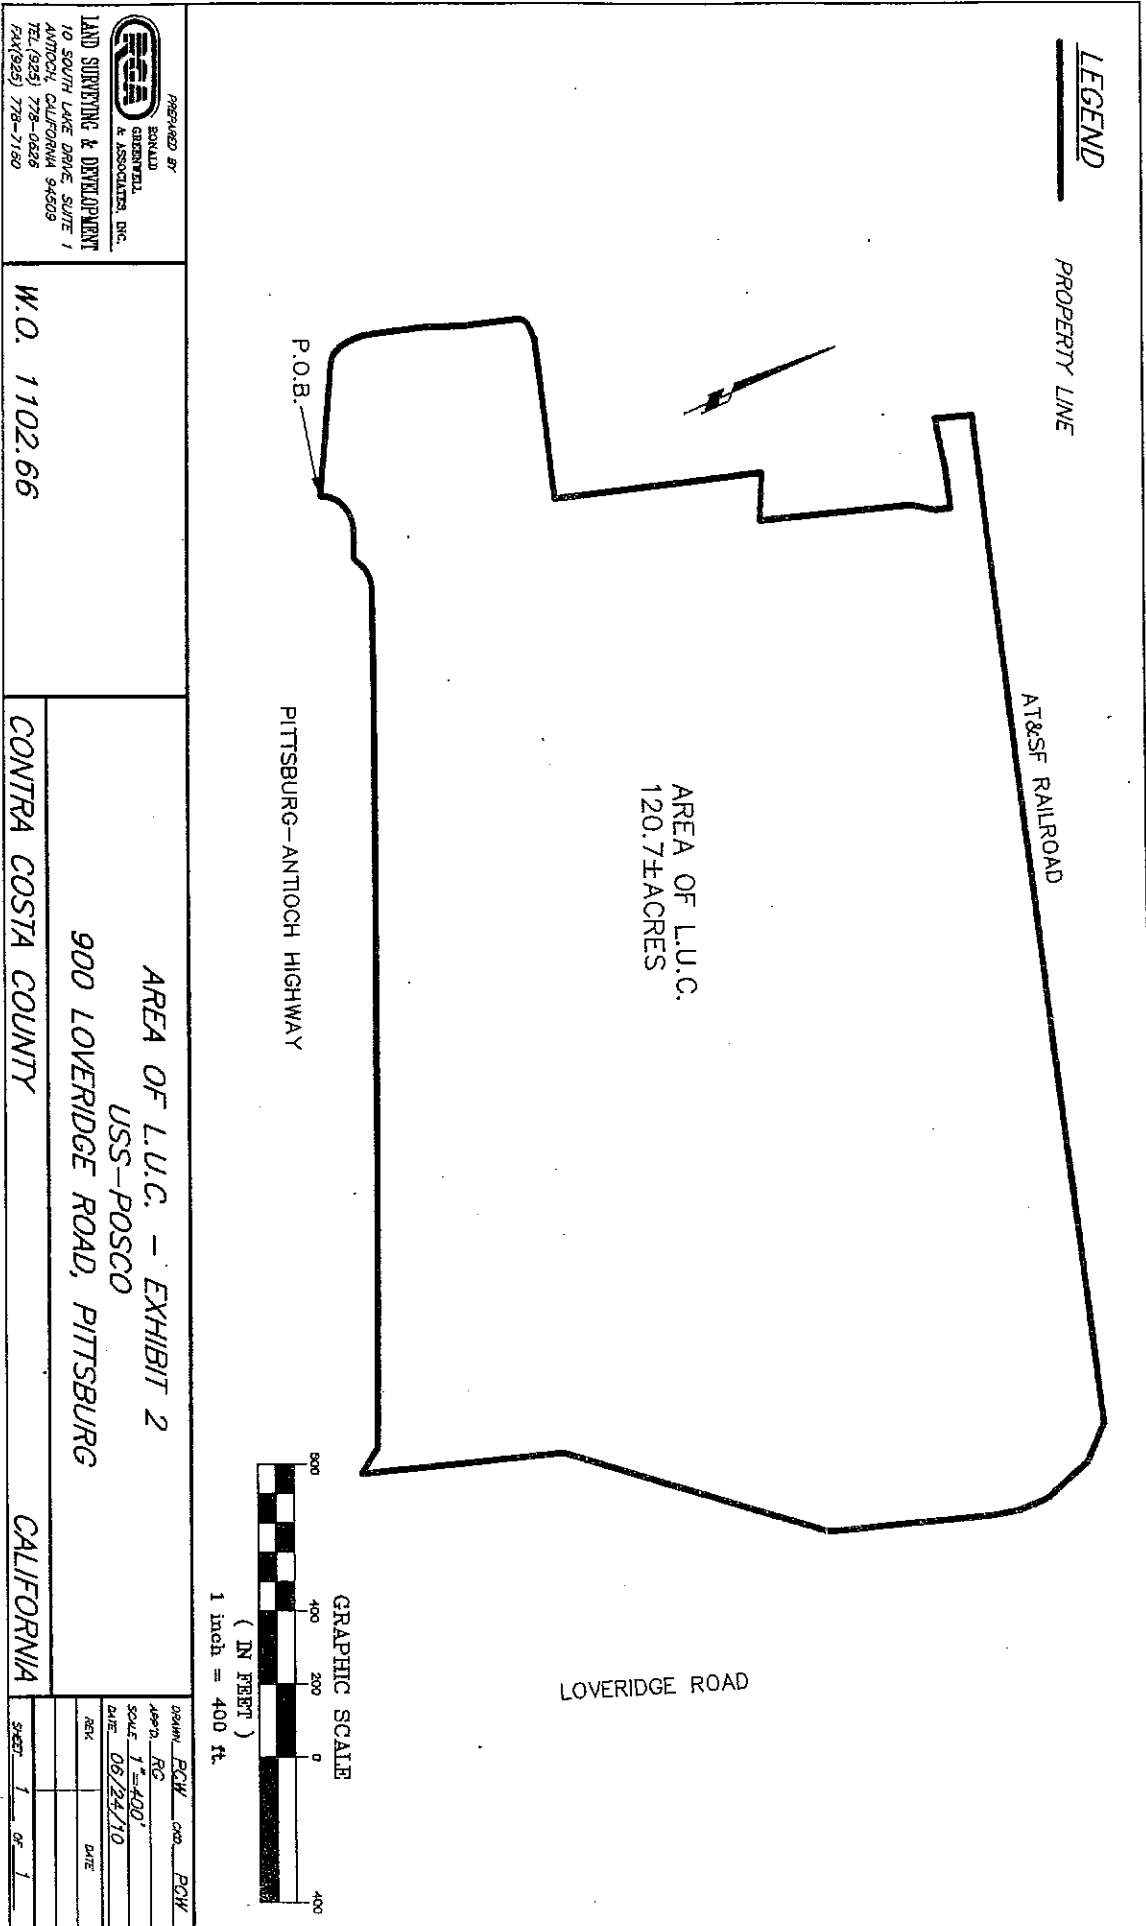 LEGEND
PROPERTY LINE
AT&SF RAILROAD
AREA OF L.U.C.
120.7±ACRES
P.O.B.
PITTSBURG-ANTIOCH HIGHWAY
LOVERIDGE ROAD
GRAPHIC SCALE
800 400 200 0 400
( IN FEET )
1 inch = 400 ft.
PREPARED BY
RGA
RONALD
GREENWELL
& ASSOCIATES, INC.
LAND SURVEYING & DEVELOPMENT
10 SOUTH LAKE DRIVE, SUITE 1
ANTIOCH, CALIFORNIA 94509
TEL(925) 778-0626
FAX(925) 778-7160
W.O. 1102.66
AREA OF L.U.C. - EXHIBIT 2
USS-POSCO
900 LOVERIDGE ROAD, PITTSBURG
CONTRA COSTA COUNTY
CALIFORNIA
DRAWN PCW CKD. PCW
APP'D. RG
SCALE 1"=400'
DATE 06/24/10
REV. DATE
SHEET 1 OF 1